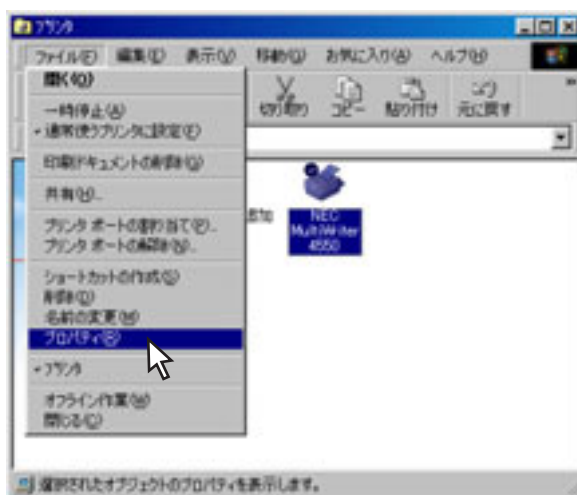 プリンタ
ファイル(F) 編集(E) 表示(V) 移動(G) お気に入り(A) ヘルプ(H)
開く(O)
切り取り コピー 貼り付け 元に戻す
一時停止(A)
通常使うプリンタに設定(F)
印刷ドキュメントの削除(G)
共有(H)...
追加
NEC
MultiWriter
4550
プリンタ ポートの割り当て(P)...
プリンタ ポートの解除(N)...
ショートカットの作成(S)
削除(D)
名前の変更(M)
プロパティ(R)
プリンタ
オフライン作業(W)
閉じる(C)
選択されたオブジェクトのプロパティを表示します。